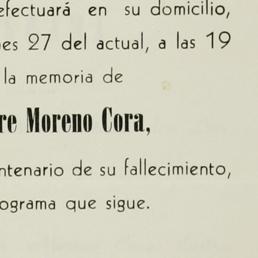 efectuará en su domicilio,
es 27 del actual, a las 19
la memoria de
re Moreno Cora,
ntenario de su fallecimiento,
ograma que sigue.